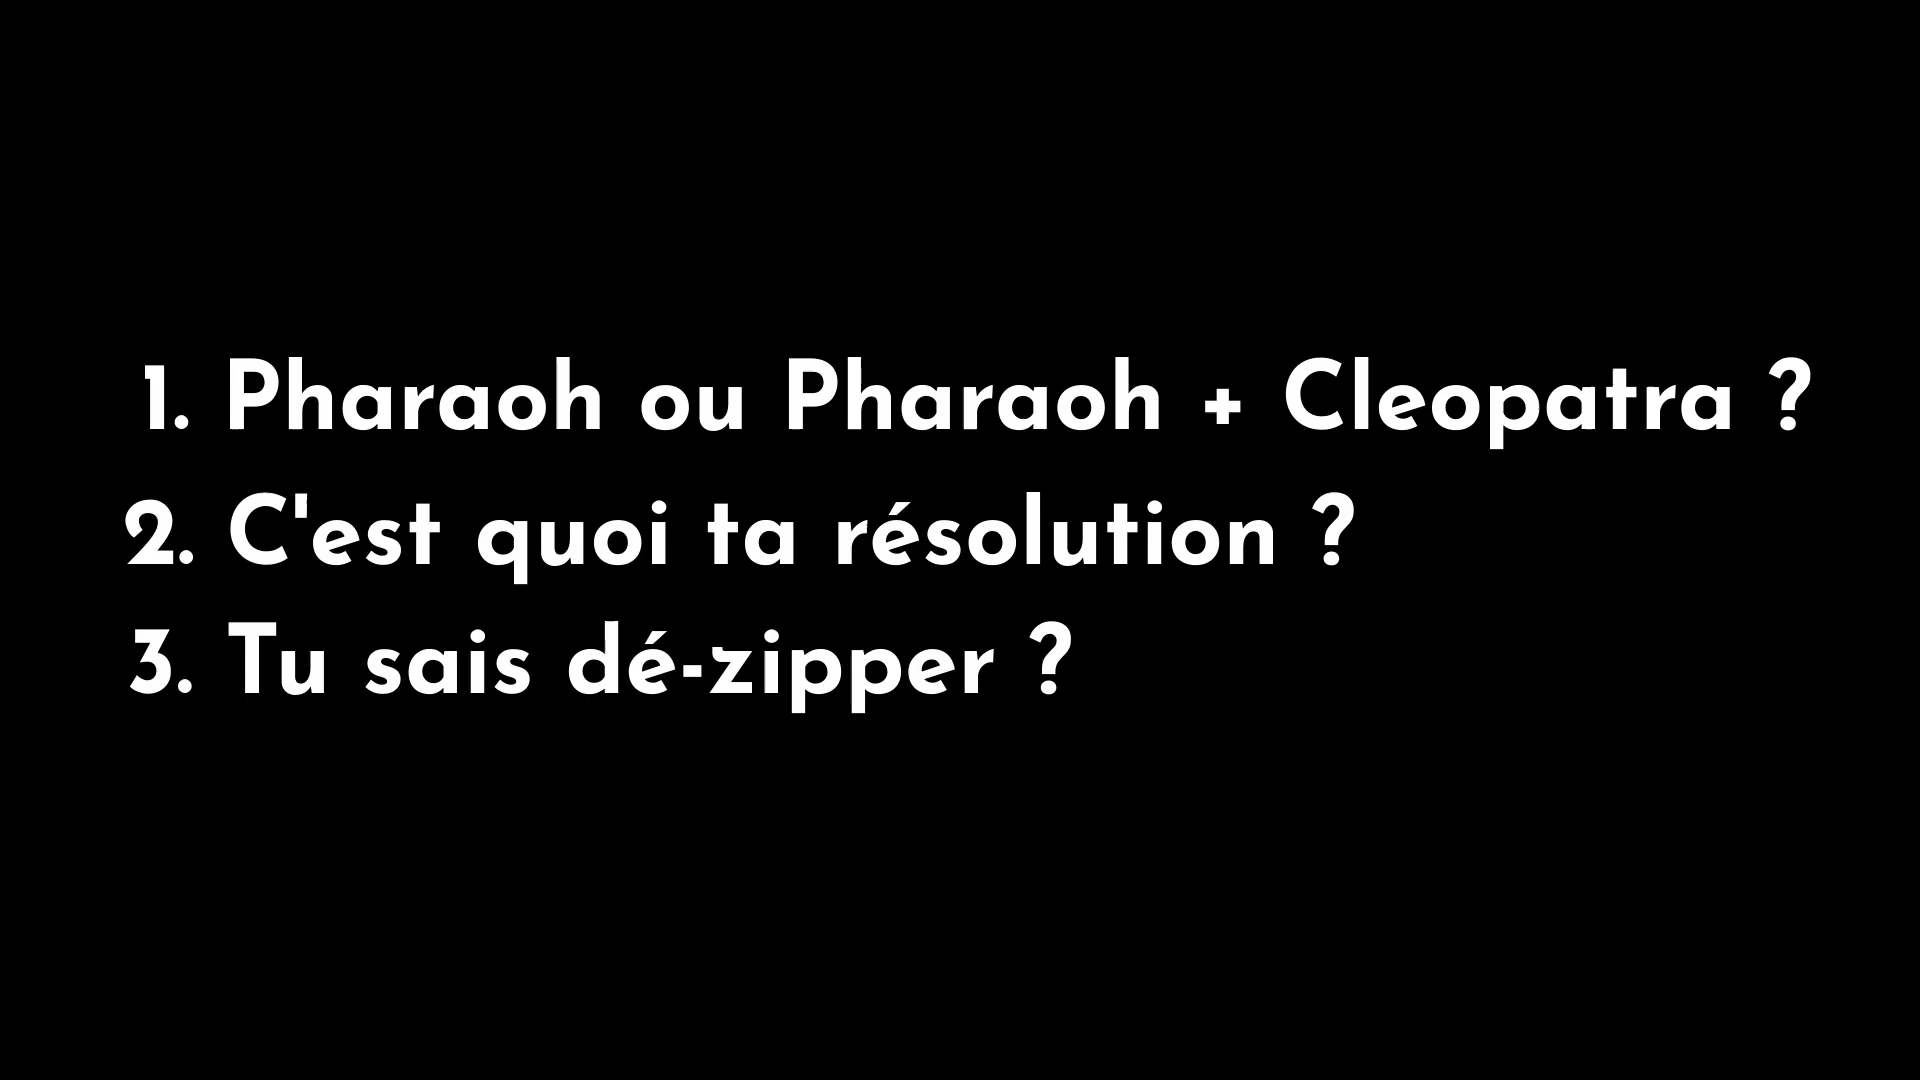 1. Pharaoh ou Pharaoh + Cleopatra ?
2. C'est quoi ta résolution ?
3. Tu sais dé-zipper ?